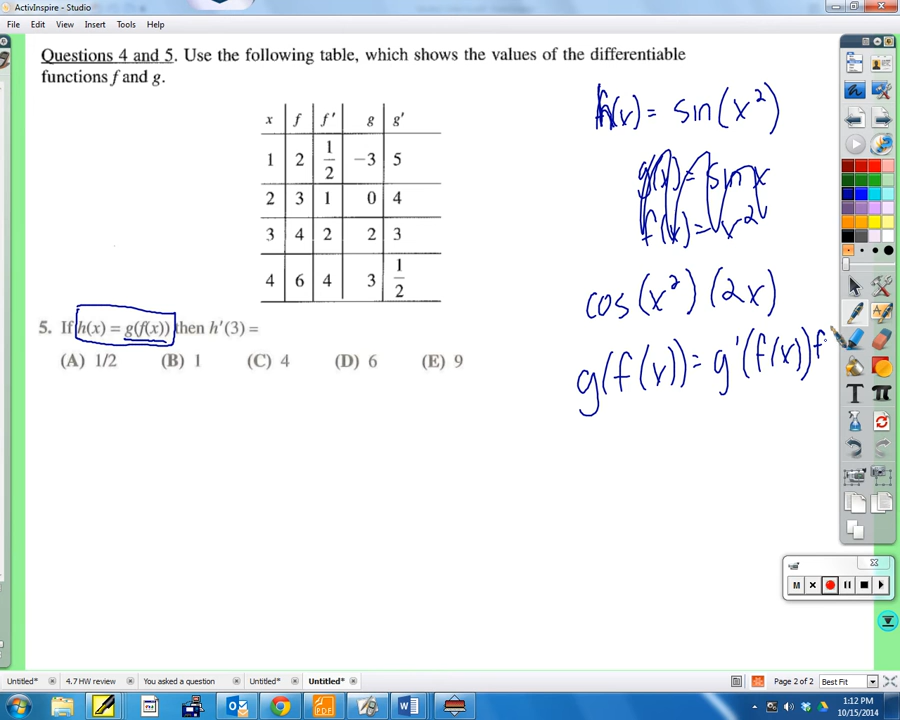 ActivInspire - Studio
File Edit View Insert Tools Help
Questions 4 and 5. Use the following table, which shows the values of the differentiable
functions f and g.
x f f' g g'
1 2 1/2 −3 5
2 3 1 0 4
3 4 2 2 3
4 6 4 3 1/2
5. If h(x) = g(f(x)) then h′(3) =
(A) 1/2 (B) 1 (C) 4 (D) 6 (E) 9
h(x) = sin(x²)
g(x) = sin x
f(x) = x²
cos(x²)(2x)
g(f(x)) = g'(f(x)) f'
M
Untitled* 4.7 HW review You asked a question Untitled* Untitled* Page 2 of 2 Best Fit
1:12 PM
10/15/2014